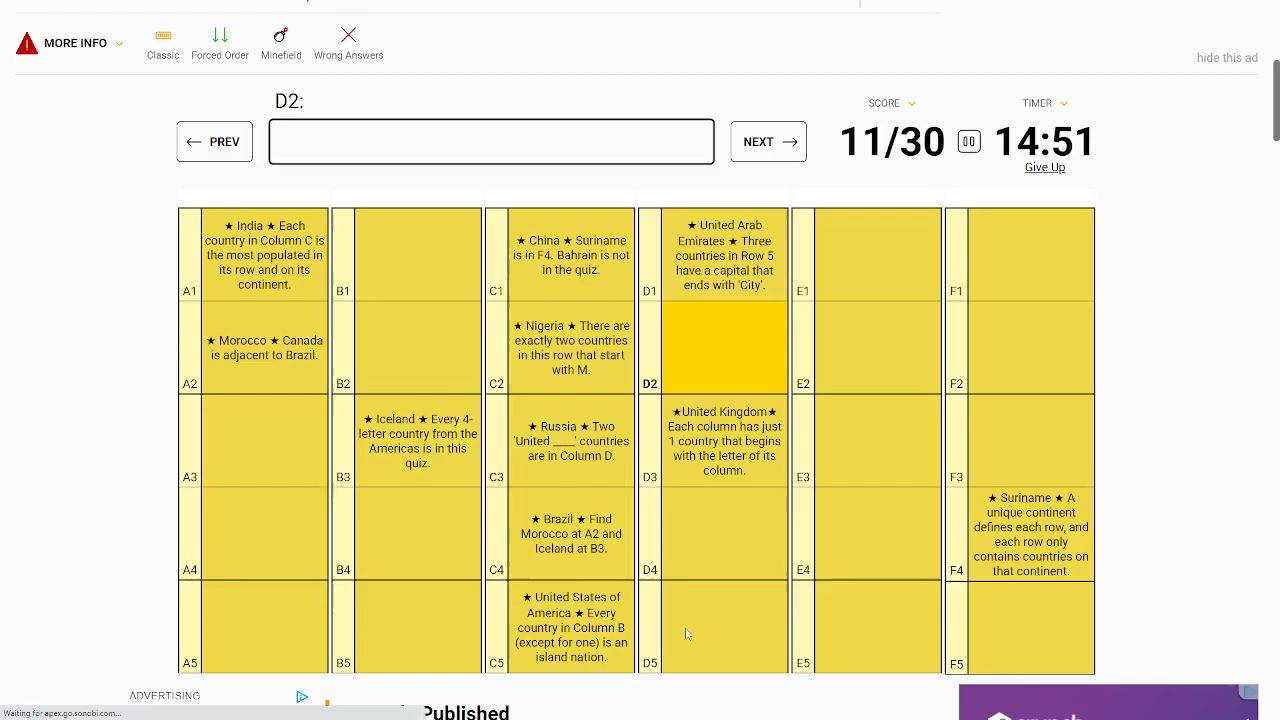 MORE INFO
Classic
Forced Order
Minefield
Wrong Answers
hide this ad
D2:
SCORE
TIMER
← PREV
NEXT →
11/30
14:51
Give Up
★ India ★ Each
country in Column C is
the most populated in
its row and on its
continent.
A1
B1
★ China ★ Suriname
is in F4. Bahrain is not
in the quiz.
C1
★ United Arab
Emirates ★ Three
countries in Row 5
have a capital that
ends with 'City'.
D1
E1
F1
★ Morocco ★ Canada
is adjacent to Brazil.
A2
B2
★ Nigeria ★ There are
exactly two countries
in this row that start
with M.
C2
D2
E2
F2
A3
★ Iceland ★ Every 4-
letter country from the
Americas is in this
quiz.
B3
★ Russia ★ Two
'United ____' countries
are in Column D.
C3
★United Kingdom★
Each column has just
1 country that begins
with the letter of its
column.
D3
E3
F3
A4
B4
★ Brazil ★ Find
Morocco at A2 and
Iceland at B3.
C4
D4
E4
★ Suriname ★ A
unique continent
defines each row, and
each row only
contains countries on
that continent.
F4
A5
B5
★ United States of
America ★ Every
country in Column B
(except for one) is an
island nation.
C5
D5
E5
F5
ADVERTISING
Published
Waiting for apex.go.sonobi.com...